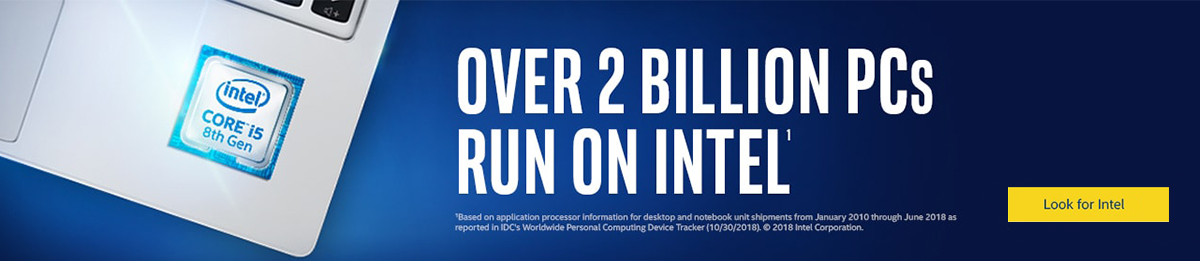 intel
CORE™ i5
8th Gen
OVER 2 BILLION PCs
RUN ON INTEL¹
¹Based on application processor information for desktop and notebook unit shipments from January 2010 through June 2018 as
reported in IDC's Worldwide Personal Computing Device Tracker (10/30/2018). © 2018 Intel Corporation.
Look for Intel